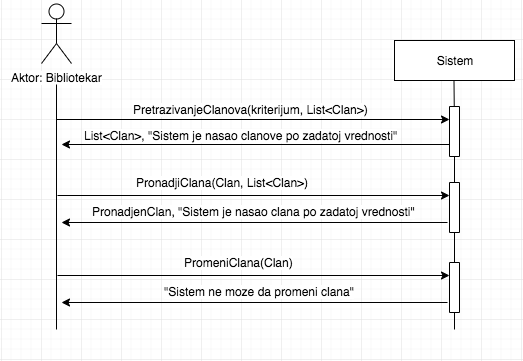 Sistem
Aktor: Bibliotekar
PretrazivanjeClanova(kriterijum, List<Clan>)
List<Clan>, "Sistem je nasao clanove po zadatoj vrednosti"
PronadjiClana(Clan, List<Clan>)
PronadjenClan, "Sistem je nasao clana po zadatoj vrednosti"
PromeniClana(Clan)
"Sistem ne moze da promeni clana"